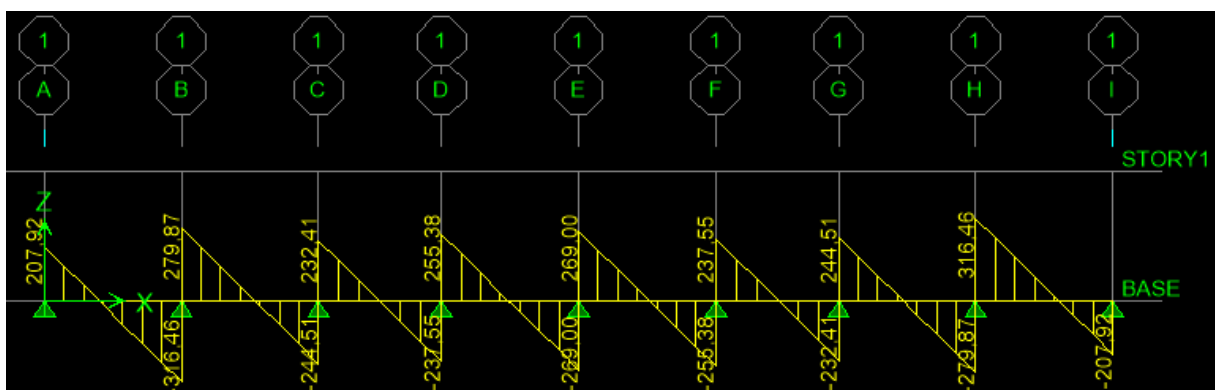 1 1 1 1 1 1 1 1 1
A B C D E F G H I
STORY1
Z
207.92 279.87 232.41 255.38 269.00 237.55 244.51 316.46
X
BASE
-316.46 -244.51 -237.55 -269.00 -255.38 -232.41 -279.87 -207.92